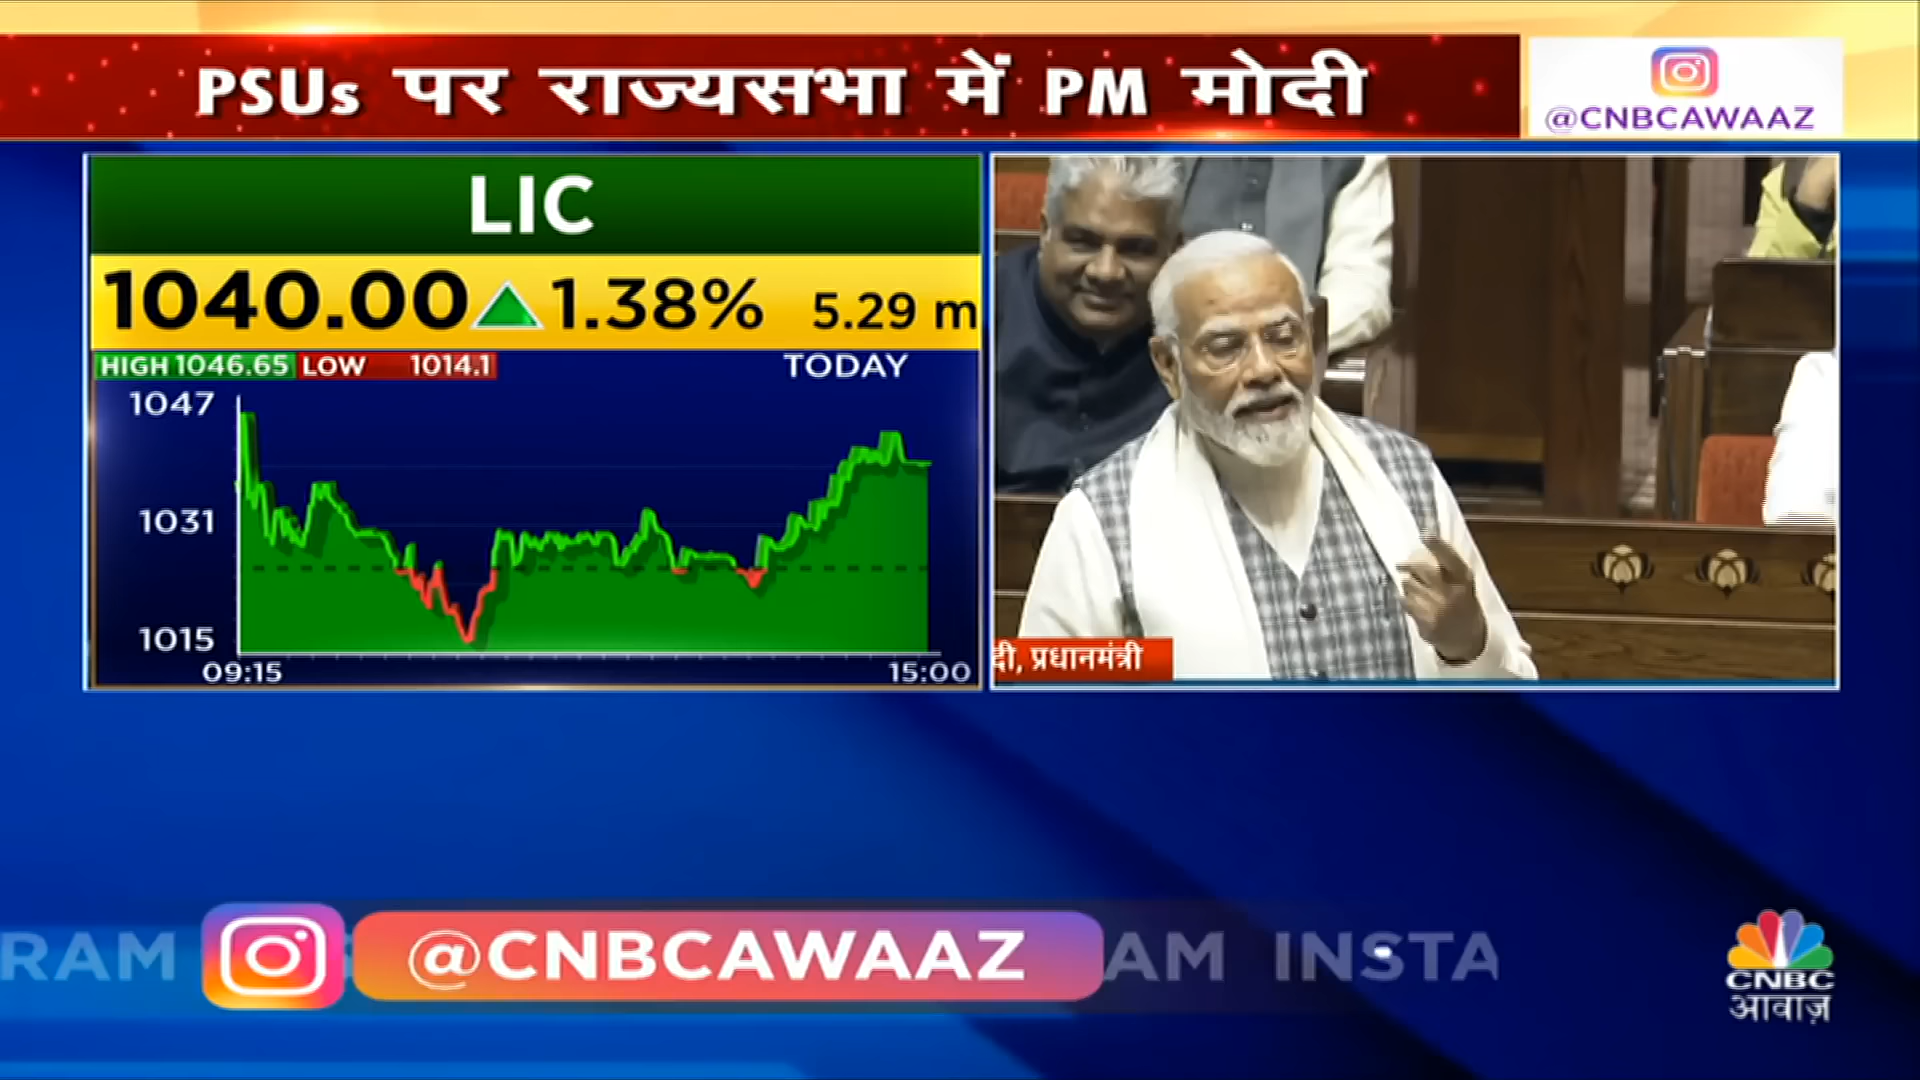 PSUs पर राज्यसभा में PM मोदी
@CNBCAWAAZ
LIC
1040.00 1.38% 5.29 m
HIGH 1046.65 LOW 1014.1 TODAY
1047
1031
1015
09:15 15:00
दी, प्रधानमंत्री
RAM @CNBCAWAAZ AM INSTA
CNBC
आवाज़